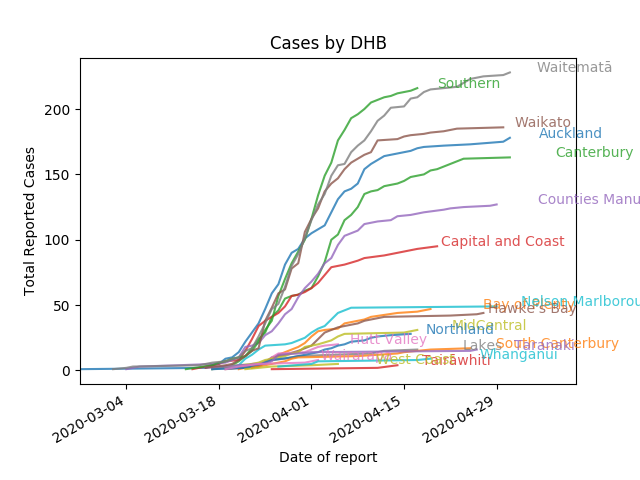 Cases by DHB
Total Reported Cases
200
150
100
50
0
Waitematā
Southern
Waikato
Auckland
Canterbury
Counties Manu
Capital and Coast
Nelson Marlborou
Bay of Plenty
Hawke's Bay
MidCentral
Northland
Hutt Valley
Lakes
South Canterbury
Taranaki
Whanganui
West Coast
Tairāwhiti
2020-03-04
2020-03-18
2020-04-01
2020-04-15
2020-04-29
Date of report